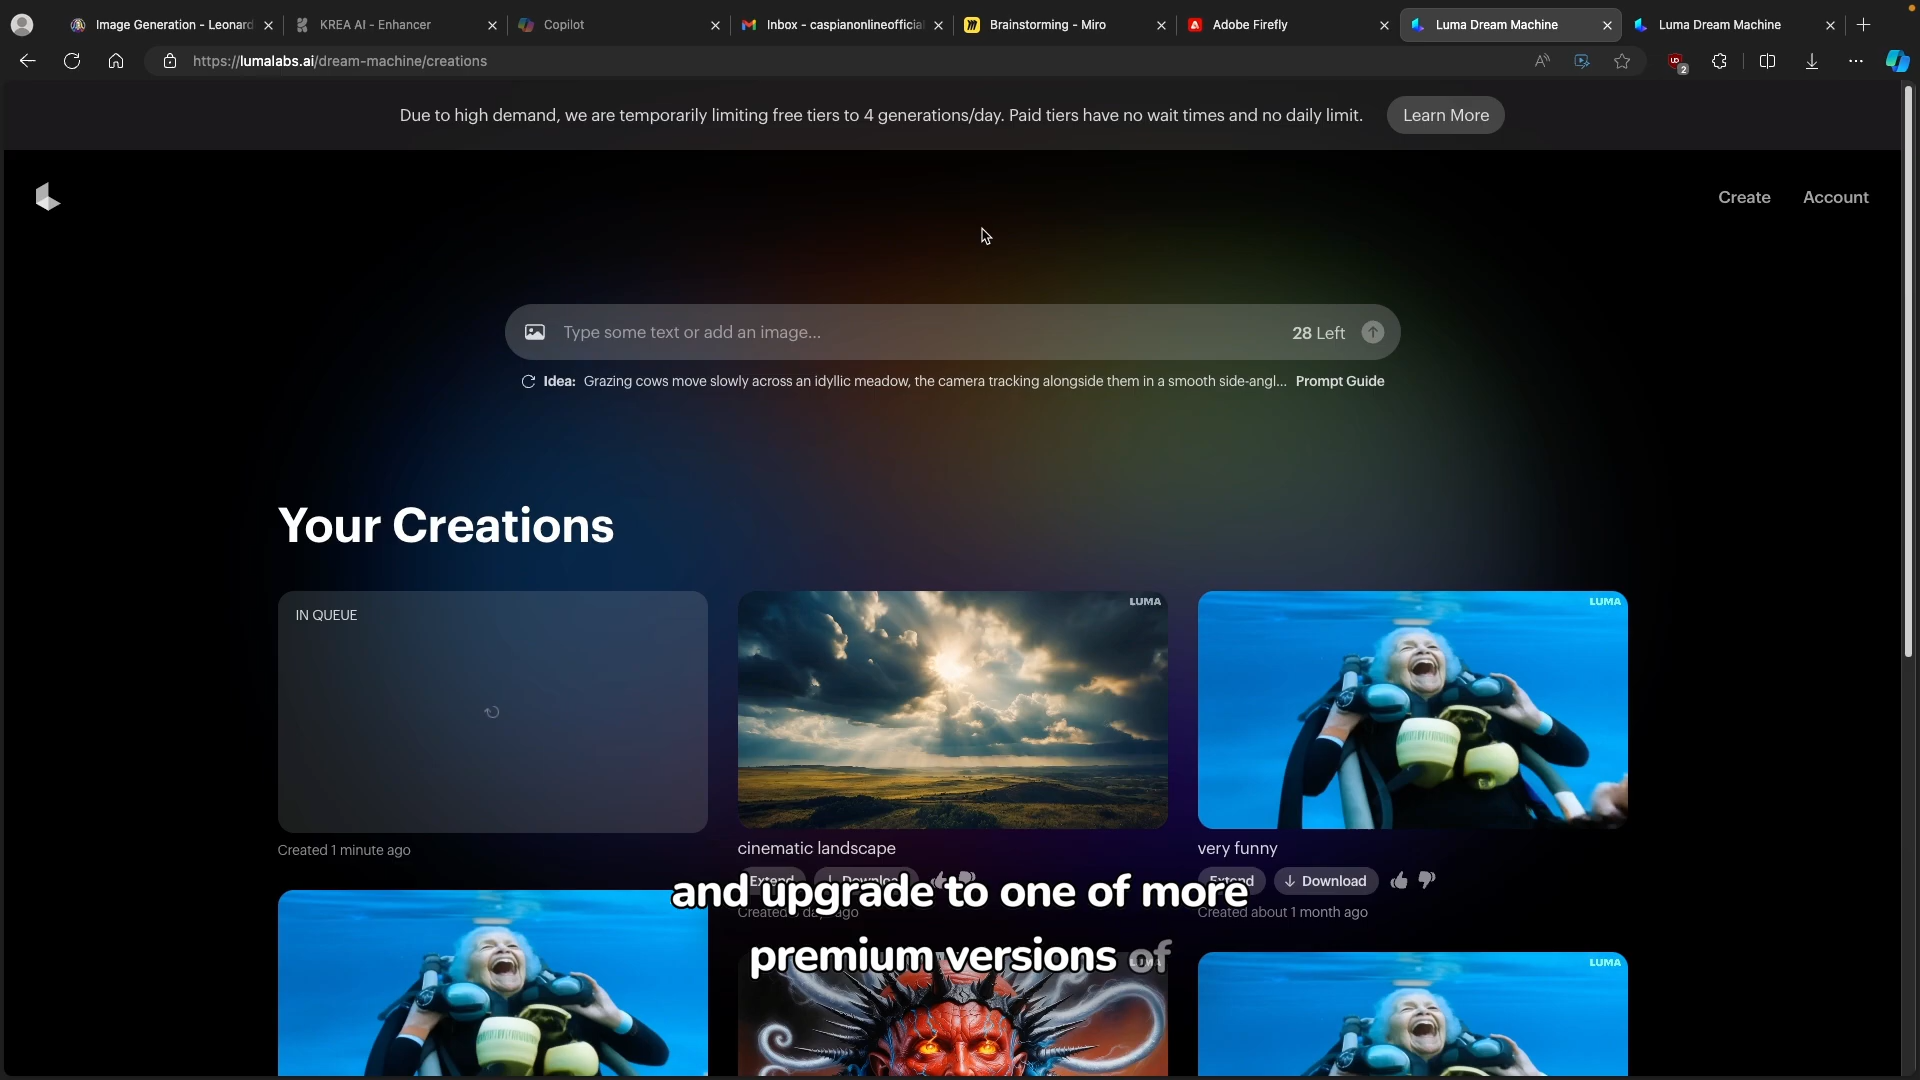 Image Generation - Leonard
KREA AI - Enhancer
Copilot
Inbox - caspianonlineofficial
Brainstorming - Miro
Adobe Firefly
Luma Dream Machine
Luma Dream Machine
https://lumalabs.ai/dream-machine/creations
2
Due to high demand, we are temporarily limiting free tiers to 4 generations/day. Paid tiers have no wait times and no daily limit.
Learn More
Create
Account
Type some text or add an image...
28 Left
Idea: Grazing cows move slowly across an idyllic meadow, the camera tracking alongside them in a smooth side-angl...
Prompt Guide
Your Creations
IN QUEUE
LUMA
LUMA
Created 1 minute ago
cinematic landscape
very funny
Extend
Download
Extend
Download
and upgrade to one of more
Created about 1 month ago
premium versions of
LUMA
LUMA